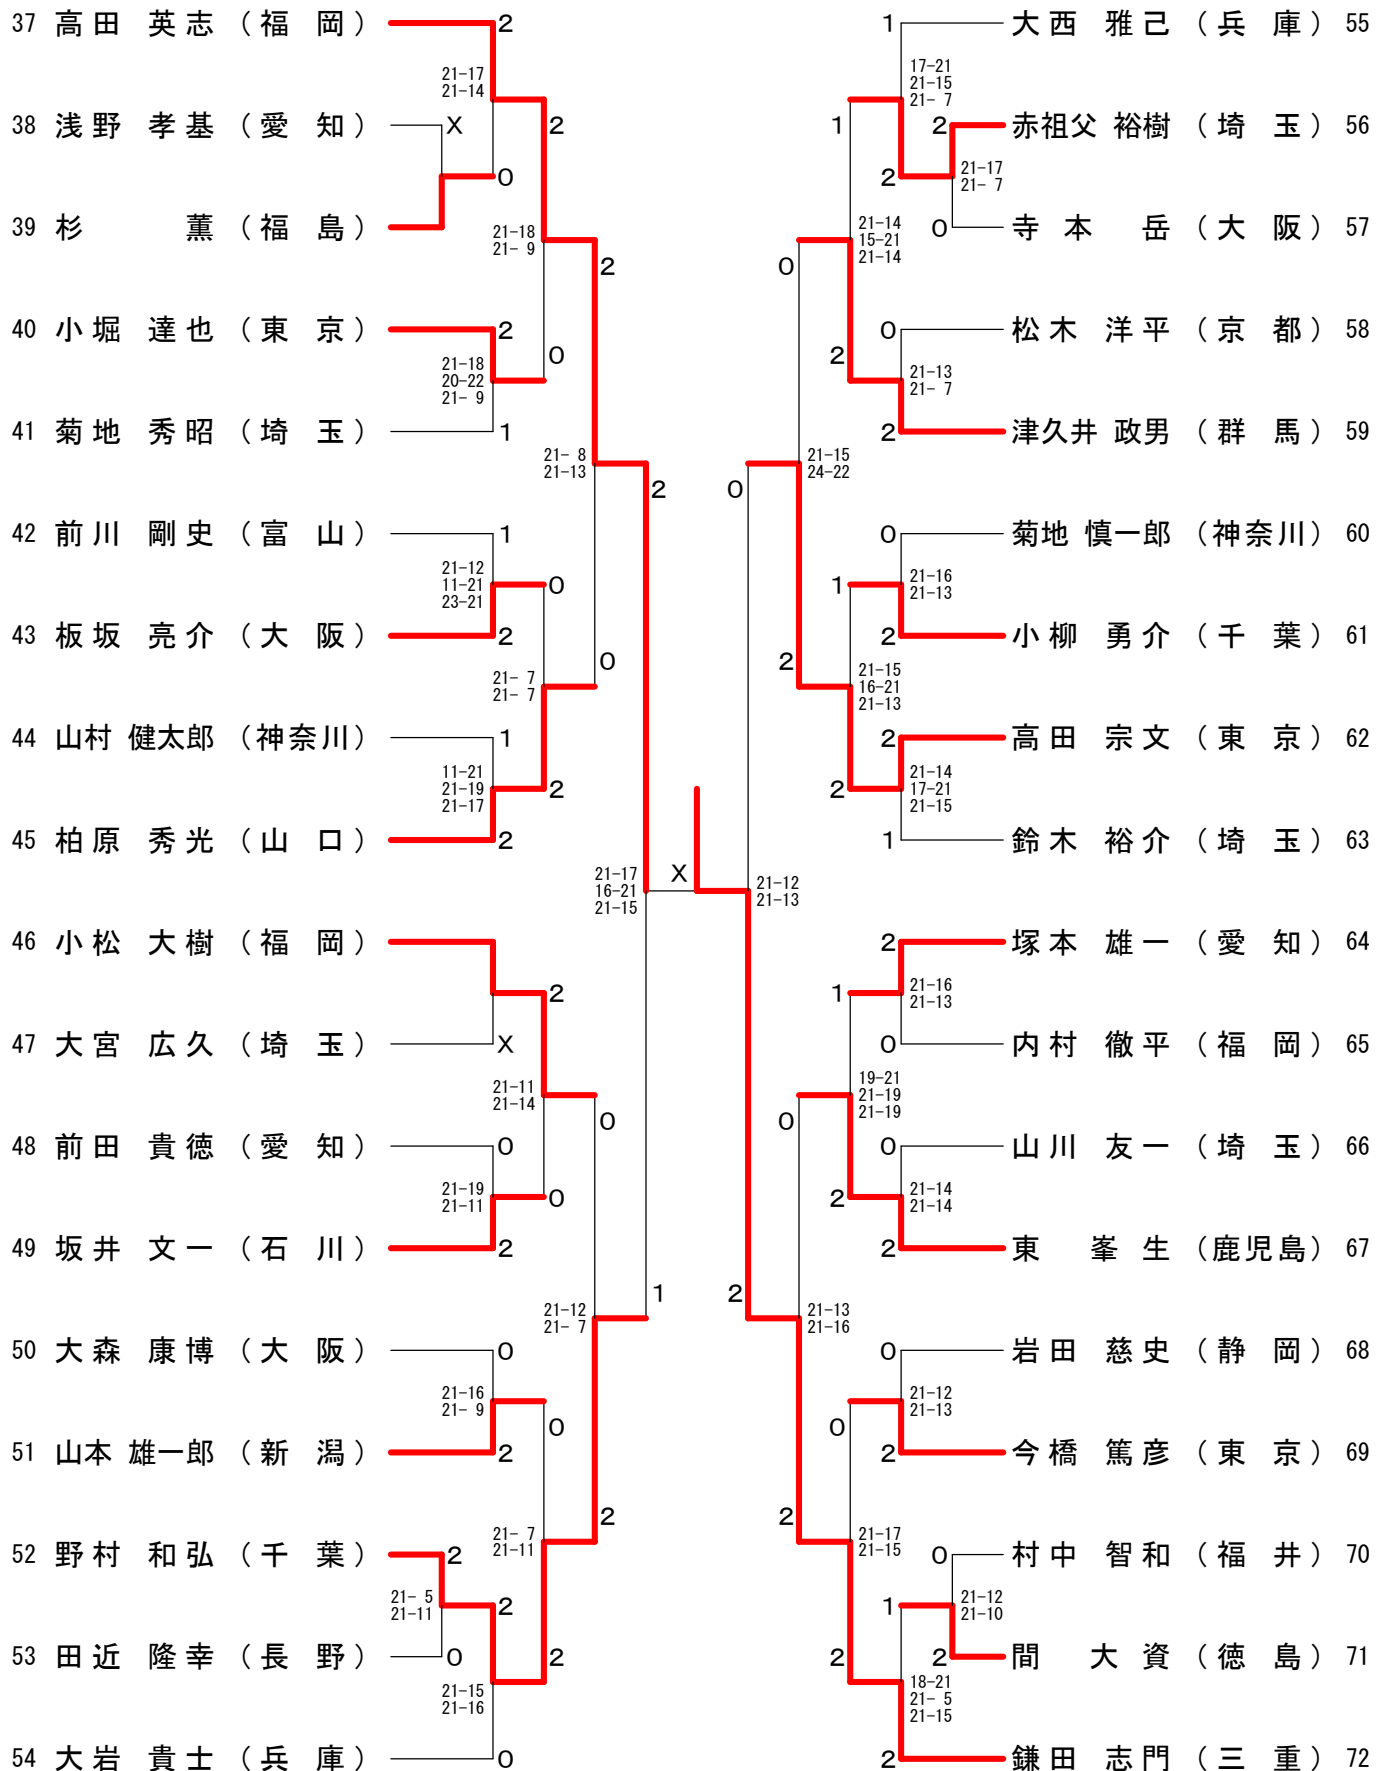 37 高田 英志 （福 岡） 2
21-17
21-14
38 浅野 孝基 （愛 知） X
2
0
39 杉 薫 （福 島）
21-18
21- 9
2
40 小堀 達也 （東 京） 2
0
21-18
20-22
21- 9
41 菊地 秀昭 （埼 玉） 1
21- 8
21-13
2
42 前川 剛史 （富 山） 1
21-12
11-21
23-21
0
43 板坂 亮介 （大 阪） 2
0
21- 7
21- 7
44 山村 健太郎 （神奈川） 1
11-21
21-19
21-17
2
45 柏原 秀光 （山 口） 2
21-17
16-21
21-15
X
46 小松 大樹 （福 岡）
2
47 大宮 広久 （埼 玉） X
21-11
21-14
0
48 前田 貴徳 （愛 知） 0
21-19
21-11
0
49 坂井 文一 （石 川） 2
21-12
21- 7
1
50 大森 康博 （大 阪） 0
21-16
21- 9
0
51 山本 雄一郎 （新 潟） 2
2
21- 7
21-11
52 野村 和弘 （千 葉） 2
21- 5
21-11
2
53 田近 隆幸 （長 野） 0
2
21-15
21-16
54 大岩 貴士 （兵 庫） 0
1 大西 雅己 （兵 庫） 55
17-21
21-15
21- 7
1
2 赤祖父 裕樹 （埼 玉） 56
2
21-17
21- 7
0 寺本 岳 （大 阪） 57
21-14
15-21
21-14
0
0 松木 洋平 （京 都） 58
2
21-13
21- 7
2 津久井 政男 （群 馬） 59
21-15
24-22
0
0 菊地 慎一郎 （神奈川） 60
1
21-16
21-13
2 小柳 勇介 （千 葉） 61
2
21-15
16-21
21-13
2 高田 宗文 （東 京） 62
2
21-14
17-21
21-15
1 鈴木 裕介 （埼 玉） 63
21-12
21-13
2 塚本 雄一 （愛 知） 64
1
21-16
21-13
0 内村 徹平 （福 岡） 65
19-21
21-19
21-19
0
0 山川 友一 （埼 玉） 66
2
21-14
21-14
2 東 峯生 （鹿児島） 67
2
21-13
21-16
0 岩田 慈史 （静 岡） 68
0
21-12
21-13
2 今橋 篤彦 （東 京） 69
2
21-17
21-15
0 村中 智和 （福 井） 70
1
21-12
21-10
2 間 大資 （徳 島） 71
2
18-21
21- 5
21-15
2 鎌田 志門 （三 重） 72